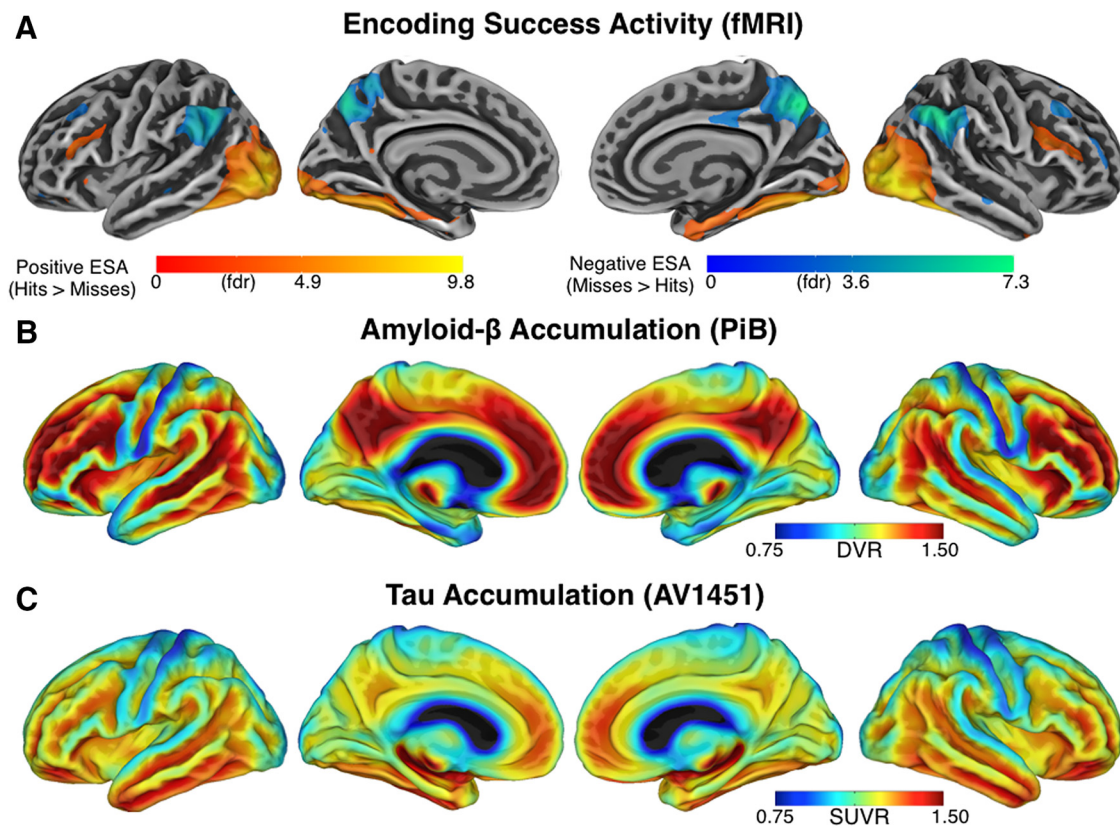 A
Encoding Success Activity (fMRI)
Positive ESA
(Hits > Misses)
0 (fdr) 4.9 9.8
Negative ESA
(Misses > Hits)
0 (fdr) 3.6 7.3
B
Amyloid-β Accumulation (PiB)
0.75 DVR 1.50
C
Tau Accumulation (AV1451)
0.75 SUVR 1.50